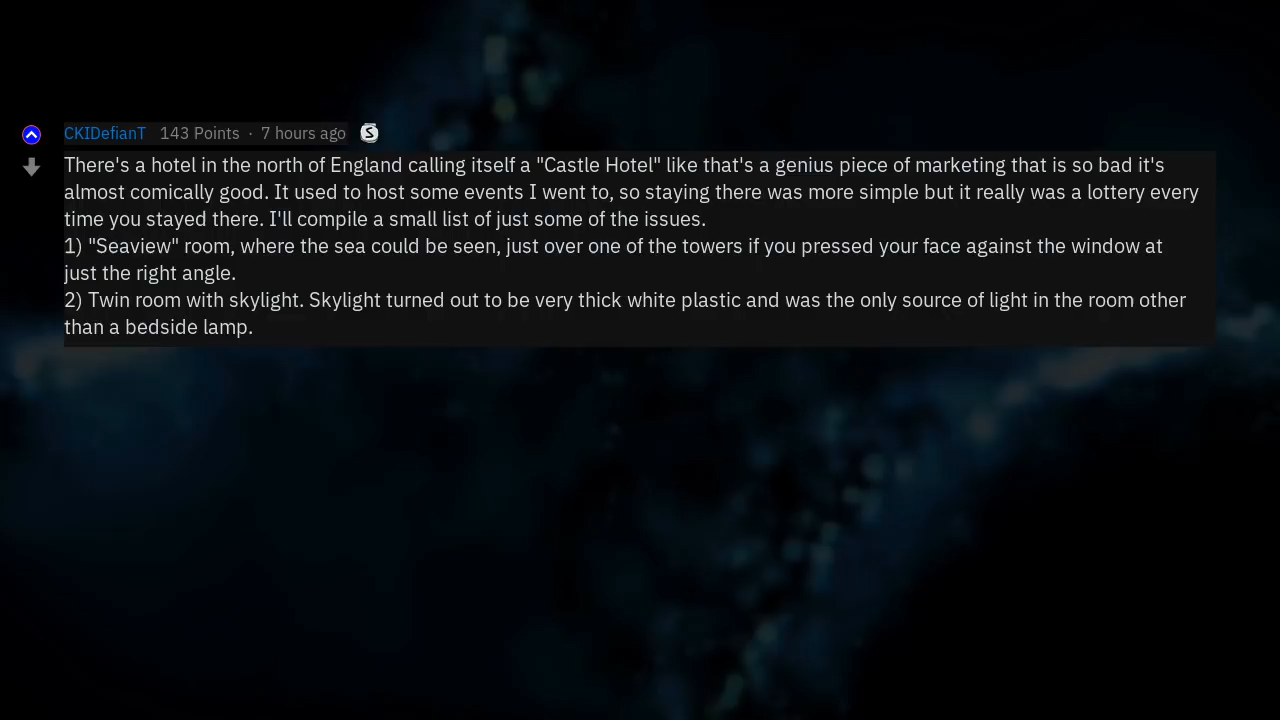 CKIDefianT 143 Points · 7 hours ago
There's a hotel in the north of England calling itself a "Castle Hotel" like that's a genius piece of marketing that is so bad it's
almost comically good. It used to host some events I went to, so staying there was more simple but it really was a lottery every
time you stayed there. I'll compile a small list of just some of the issues.
1) "Seaview" room, where the sea could be seen, just over one of the towers if you pressed your face against the window at
just the right angle.
2) Twin room with skylight. Skylight turned out to be very thick white plastic and was the only source of light in the room other
than a bedside lamp.